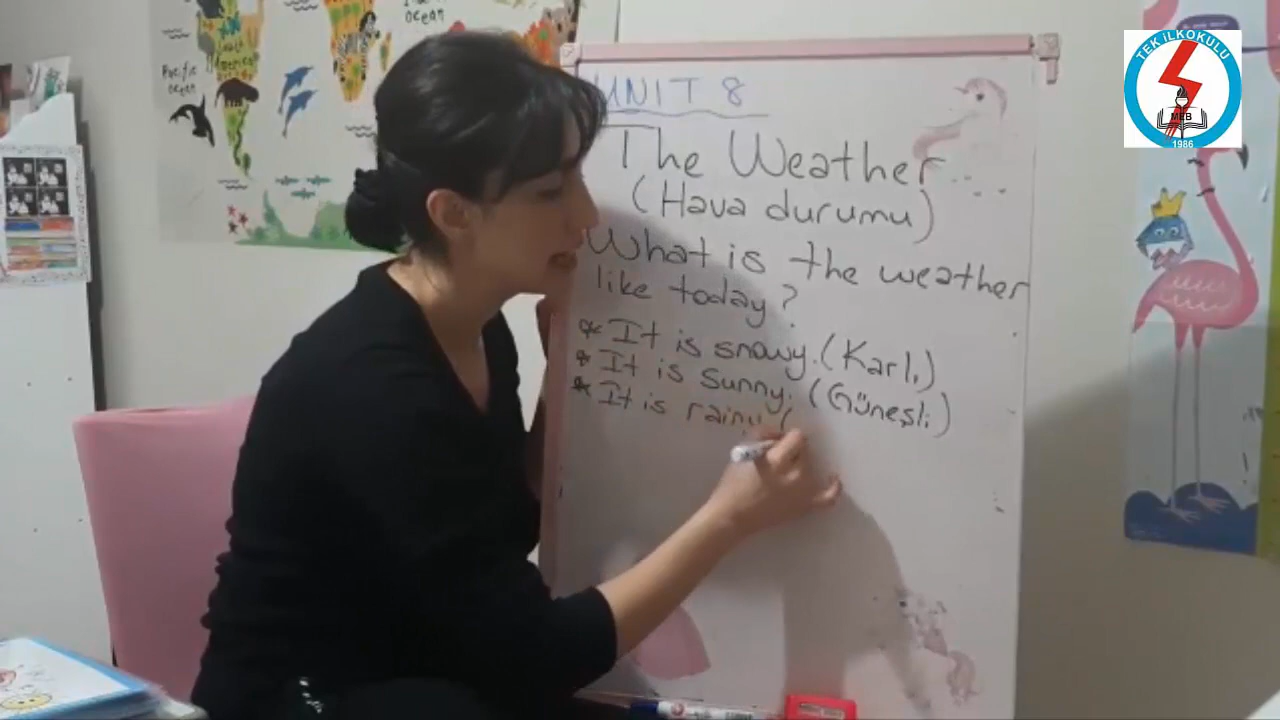 UNIT 8
The Weather
(Hava durumu)
What is the weather
like today?
* It is snowy. (Karlı)
* It is sunny. (Güneşli)
* It is rainy (
TEK İLKOKULU
MEB
1986
Pacific
ocean
ocean